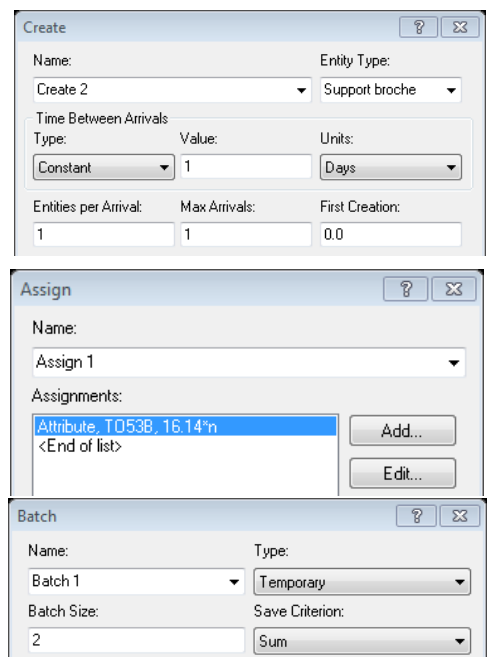 Create
Name: Entity Type:
Create 2 Support broche
Time Between Arrivals
Type: Value: Units:
Constant 1 Days
Entities per Arrival: Max Arrivals: First Creation:
1 1 0.0
Assign
Name:
Assign 1
Assignments:
Attribute, TO53B, 16.14*n
<End of list>
Add...
Edit...
Batch
Name: Type:
Batch 1 Temporary
Batch Size: Save Criterion:
2 Sum